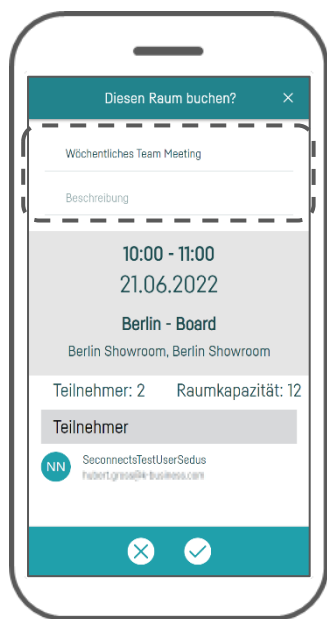 Diesen Raum buchen? ×
Wöchentliches Team Meeting
Beschreibung
10:00 - 11:00
21.06.2022
Berlin - Board
Berlin Showroom, Berlin Showroom
Teilnehmer: 2 Raumkapazität: 12
Teilnehmer
NN SeconnectsTestUserSedus